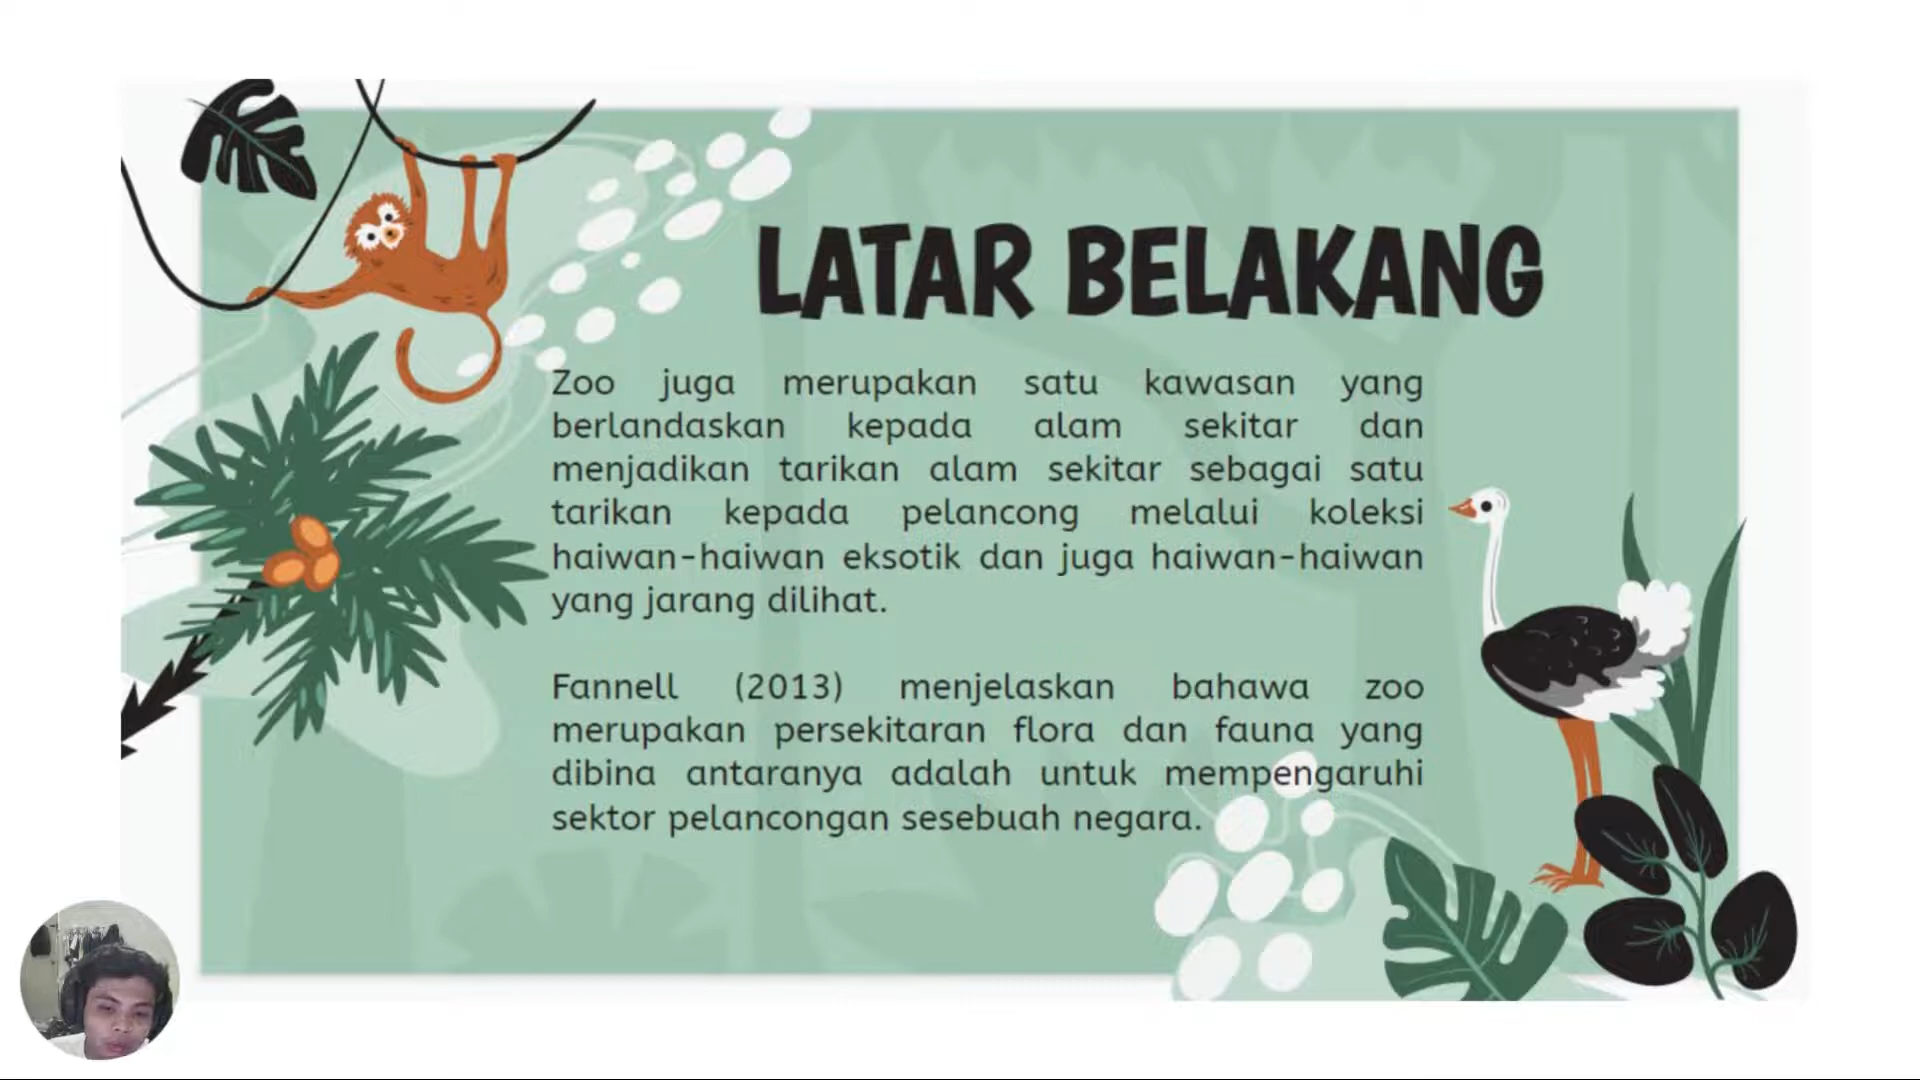 LATAR BELAKANG
Zoo juga merupakan satu kawasan yang
berlandaskan kepada alam sekitar dan
menjadikan tarikan alam sekitar sebagai satu
tarikan kepada pelancong melalui koleksi
haiwan-haiwan eksotik dan juga haiwan-haiwan
yang jarang dilihat.
Fannell (2013) menjelaskan bahawa zoo
merupakan persekitaran flora dan fauna yang
dibina antaranya adalah untuk mempengaruhi
sektor pelancongan sesebuah negara.